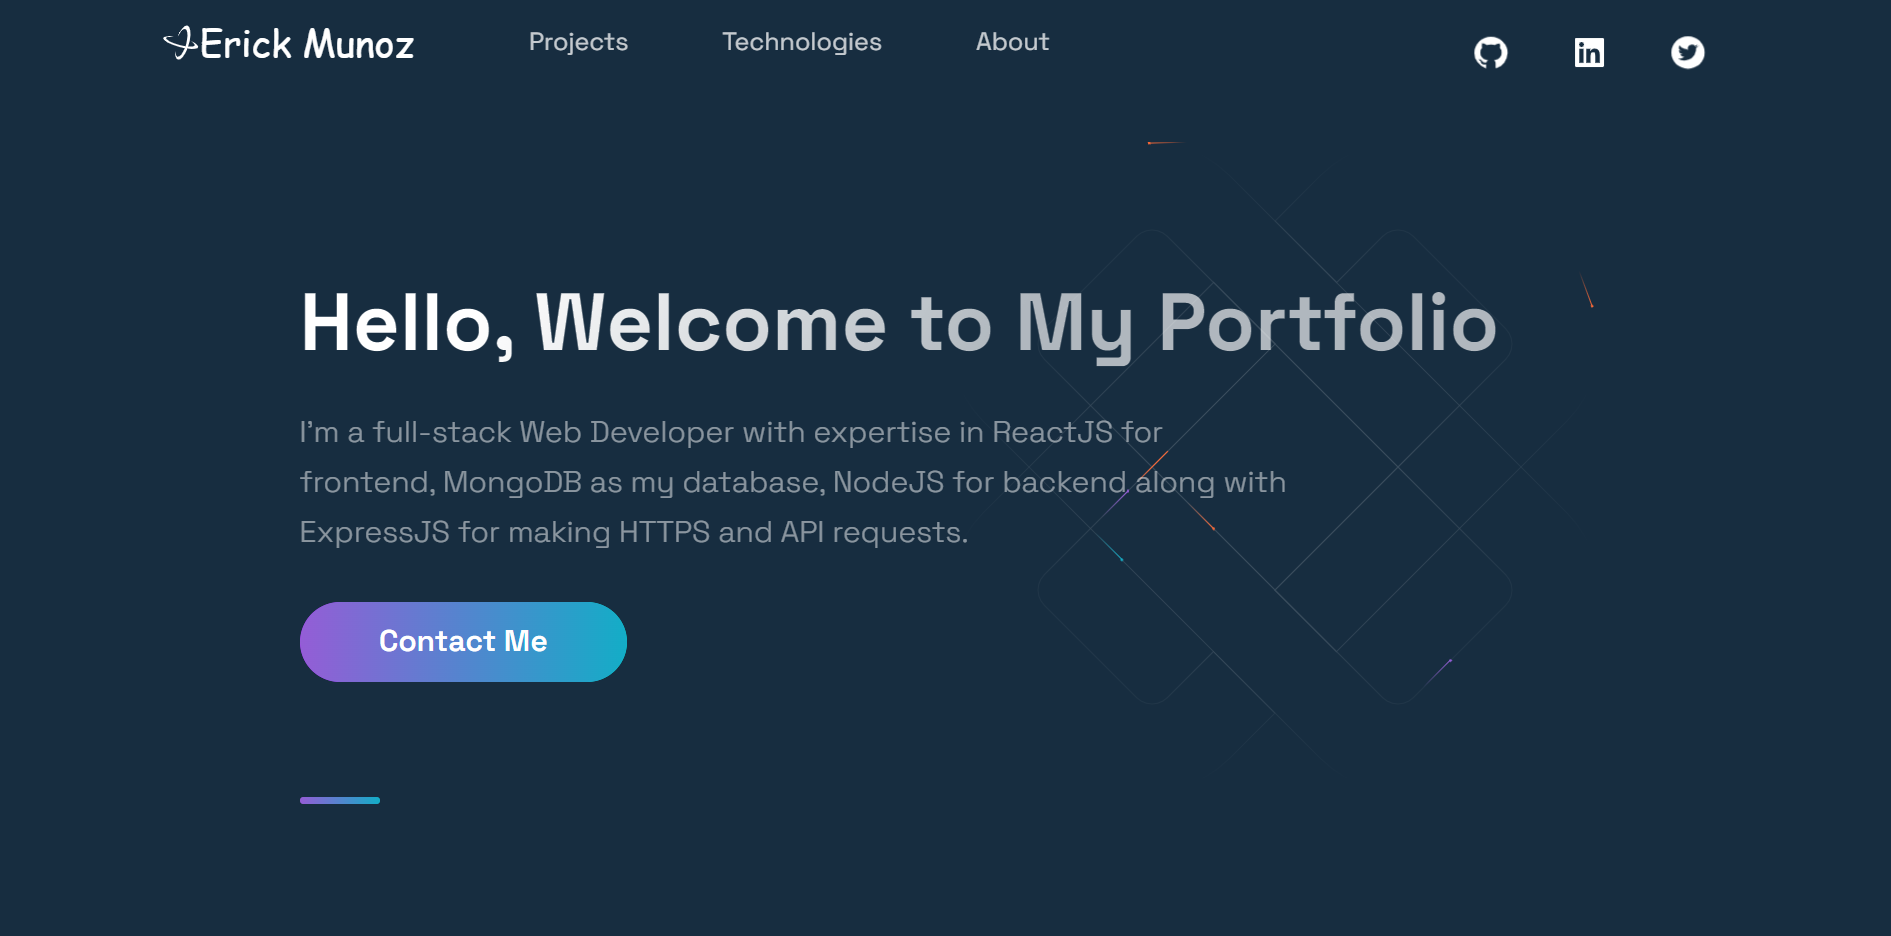 Erick Munoz
Projects
Technologies
About
Hello, Welcome to My Portfolio
I'm a full-stack Web Developer with expertise in ReactJS for
frontend, MongoDB as my database, NodeJS for backend along with
ExpressJS for making HTTPS and API requests.
Contact Me